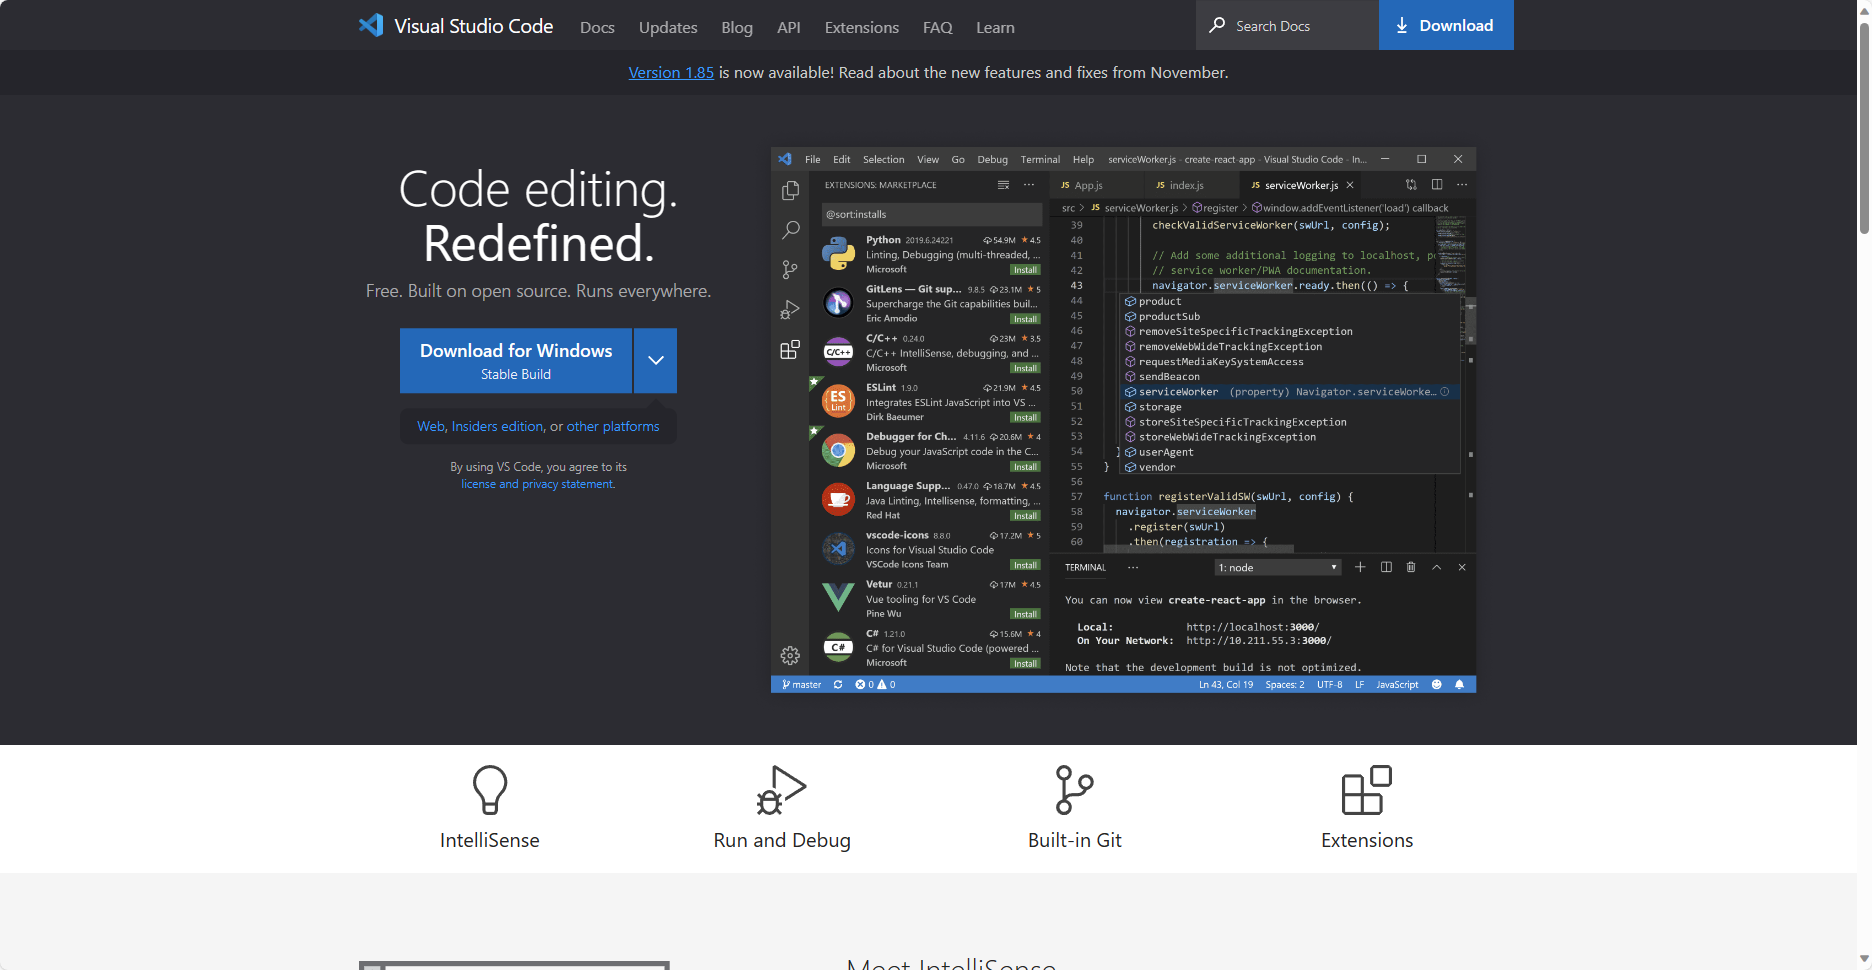 Visual Studio Code Docs Updates Blog API Extensions FAQ Learn Search Docs Download
Version 1.85 is now available! Read about the new features and fixes from November.
Code editing.
Redefined.
Free. Built on open source. Runs everywhere.
Download for Windows
Stable Build
Web, Insiders edition, or other platforms
By using VS Code, you agree to its
license and privacy statement.
File Edit Selection View Go Debug Terminal Help serviceWorker.js - create-react-app - Visual Studio Code - In...
EXTENSIONS: MARKETPLACE
@sort:installs
Python 2019.6.24221 54.9M 4.5
Linting, Debugging (multi-threaded, ...
Microsoft Install
GitLens — Git sup... 9.8.5 23.1M 5
Supercharge the Git capabilities buil...
Eric Amodio Install
C/C++
C/C++ 0.24.0 23M 3.5
C/C++ IntelliSense, debugging, and ...
Microsoft Install
ES
Lint
ESLint 1.9.0 21.9M 4.5
Integrates ESLint JavaScript into VS ...
Dirk Baeumer Install
Debugger for Ch... 4.11.6 20.6M 4
Debug your JavaScript code in the C...
Microsoft Install
Language Supp... 0.47.0 18.7M 4.5
Java Linting, Intellisense, formatting, ...
Red Hat Install
vscode-icons 8.8.0 17.2M 5
Icons for Visual Studio Code
VSCode Icons Team Install
Vetur 0.21.1 17M 4.5
Vue tooling for VS Code
Pine Wu Install
C#
C# 1.21.0 15.6M 4
C# for Visual Studio Code (powered ...
Microsoft Install
JS App.js JS index.js JS serviceWorker.js
src > JS serviceWorker.js > register > window.addEventListener('load') callback
39 checkValidServiceWorker(swUrl, config);
40
41 // Add some additional logging to localhost, po
42 // service worker/PWA documentation.
43 navigator.serviceWorker.ready.then(() => {
44 product
45 productSub
46 removeSiteSpecificTrackingException
47 removeWebWideTrackingException
48 requestMediaKeySystemAccess
49 sendBeacon
50 serviceWorker (property) Navigator.serviceWorke...
51 storage
52 storeSiteSpecificTrackingException
53 storeWebWideTrackingException
54 } userAgent
55 } vendor
56
57 function registerValidSW(swUrl, config) {
58 navigator.serviceWorker
59 .register(swUrl)
60 .then(registration => {
TERMINAL ... 1: node
You can now view create-react-app in the browser.
Local: http://localhost:3000/
On Your Network: http://10.211.55.3:3000/
Note that the development build is not optimized.
master 0 0 Ln 43, Col 19 Spaces: 2 UTF-8 LF JavaScript
IntelliSense Run and Debug Built-in Git Extensions
Meet IntelliSense